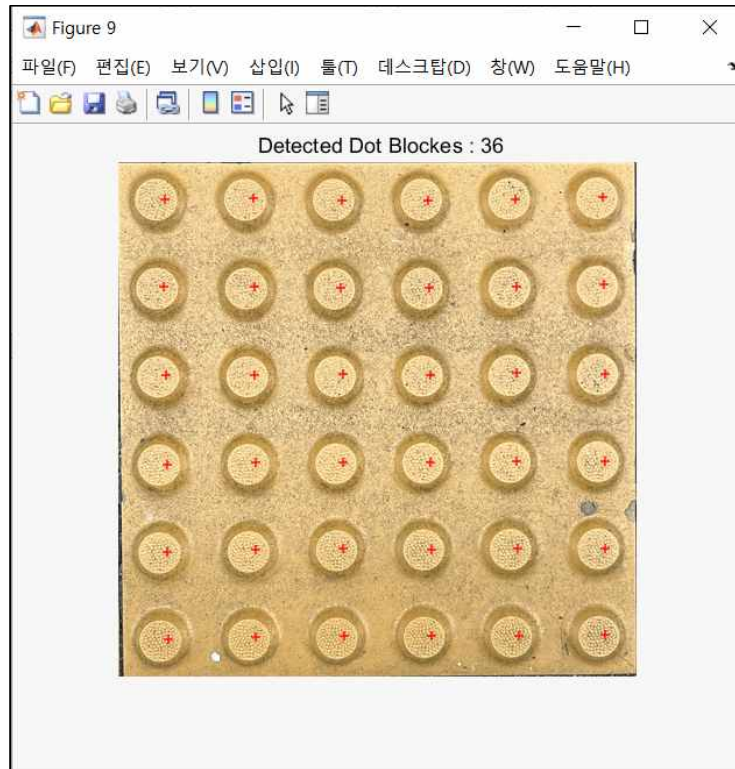 Figure 9
파일(F) 편집(E) 보기(V) 삽입(I) 툴(T) 데스크탑(D) 창(W) 도움말(H)
Detected Dot Blockes : 36